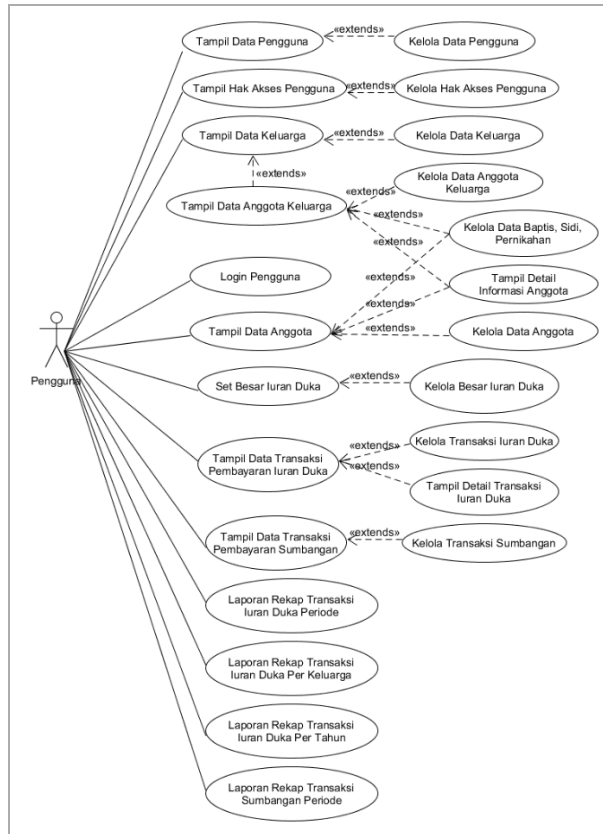 Tampil Data Pengguna
«extends»
Kelola Data Pengguna
Tampil Hak Akses Pengguna
«extends»
Kelola Hak Akses Pengguna
Tampil Data Keluarga
«extends»
Kelola Data Keluarga
«extends»
Tampil Data Anggota Keluarga
«extends»
Kelola Data Anggota
Keluarga
«extends»
Kelola Data Baptis, Sidi,
Pernikahan
«extends»
Tampil Detail
Informasi Anggota
Login Pengguna
«extends»
«extends»
Tampil Data Anggota
«extends»
Kelola Data Anggota
Pengguna
Set Besar Iuran Duka
«extends»
Kelola Besar Iuran Duka
Tampil Data Transaksi
Pembayaran Iuran Duka
«extends»
Kelola Transaksi Iuran Duka
«extends»
Tampil Detail Transaksi
Iuran Duka
Tampil Data Transaksi
Pembayaran Sumbangan
«extends»
Kelola Transaksi Sumbangan
Laporan Rekap Transaksi
Iuran Duka Periode
Laporan Rekap Transaksi
Iuran Duka Per Keluarga
Laporan Rekap Transaksi
Iuran Duka Per Tahun
Laporan Rekap Transaksi
Sumbangan Periode